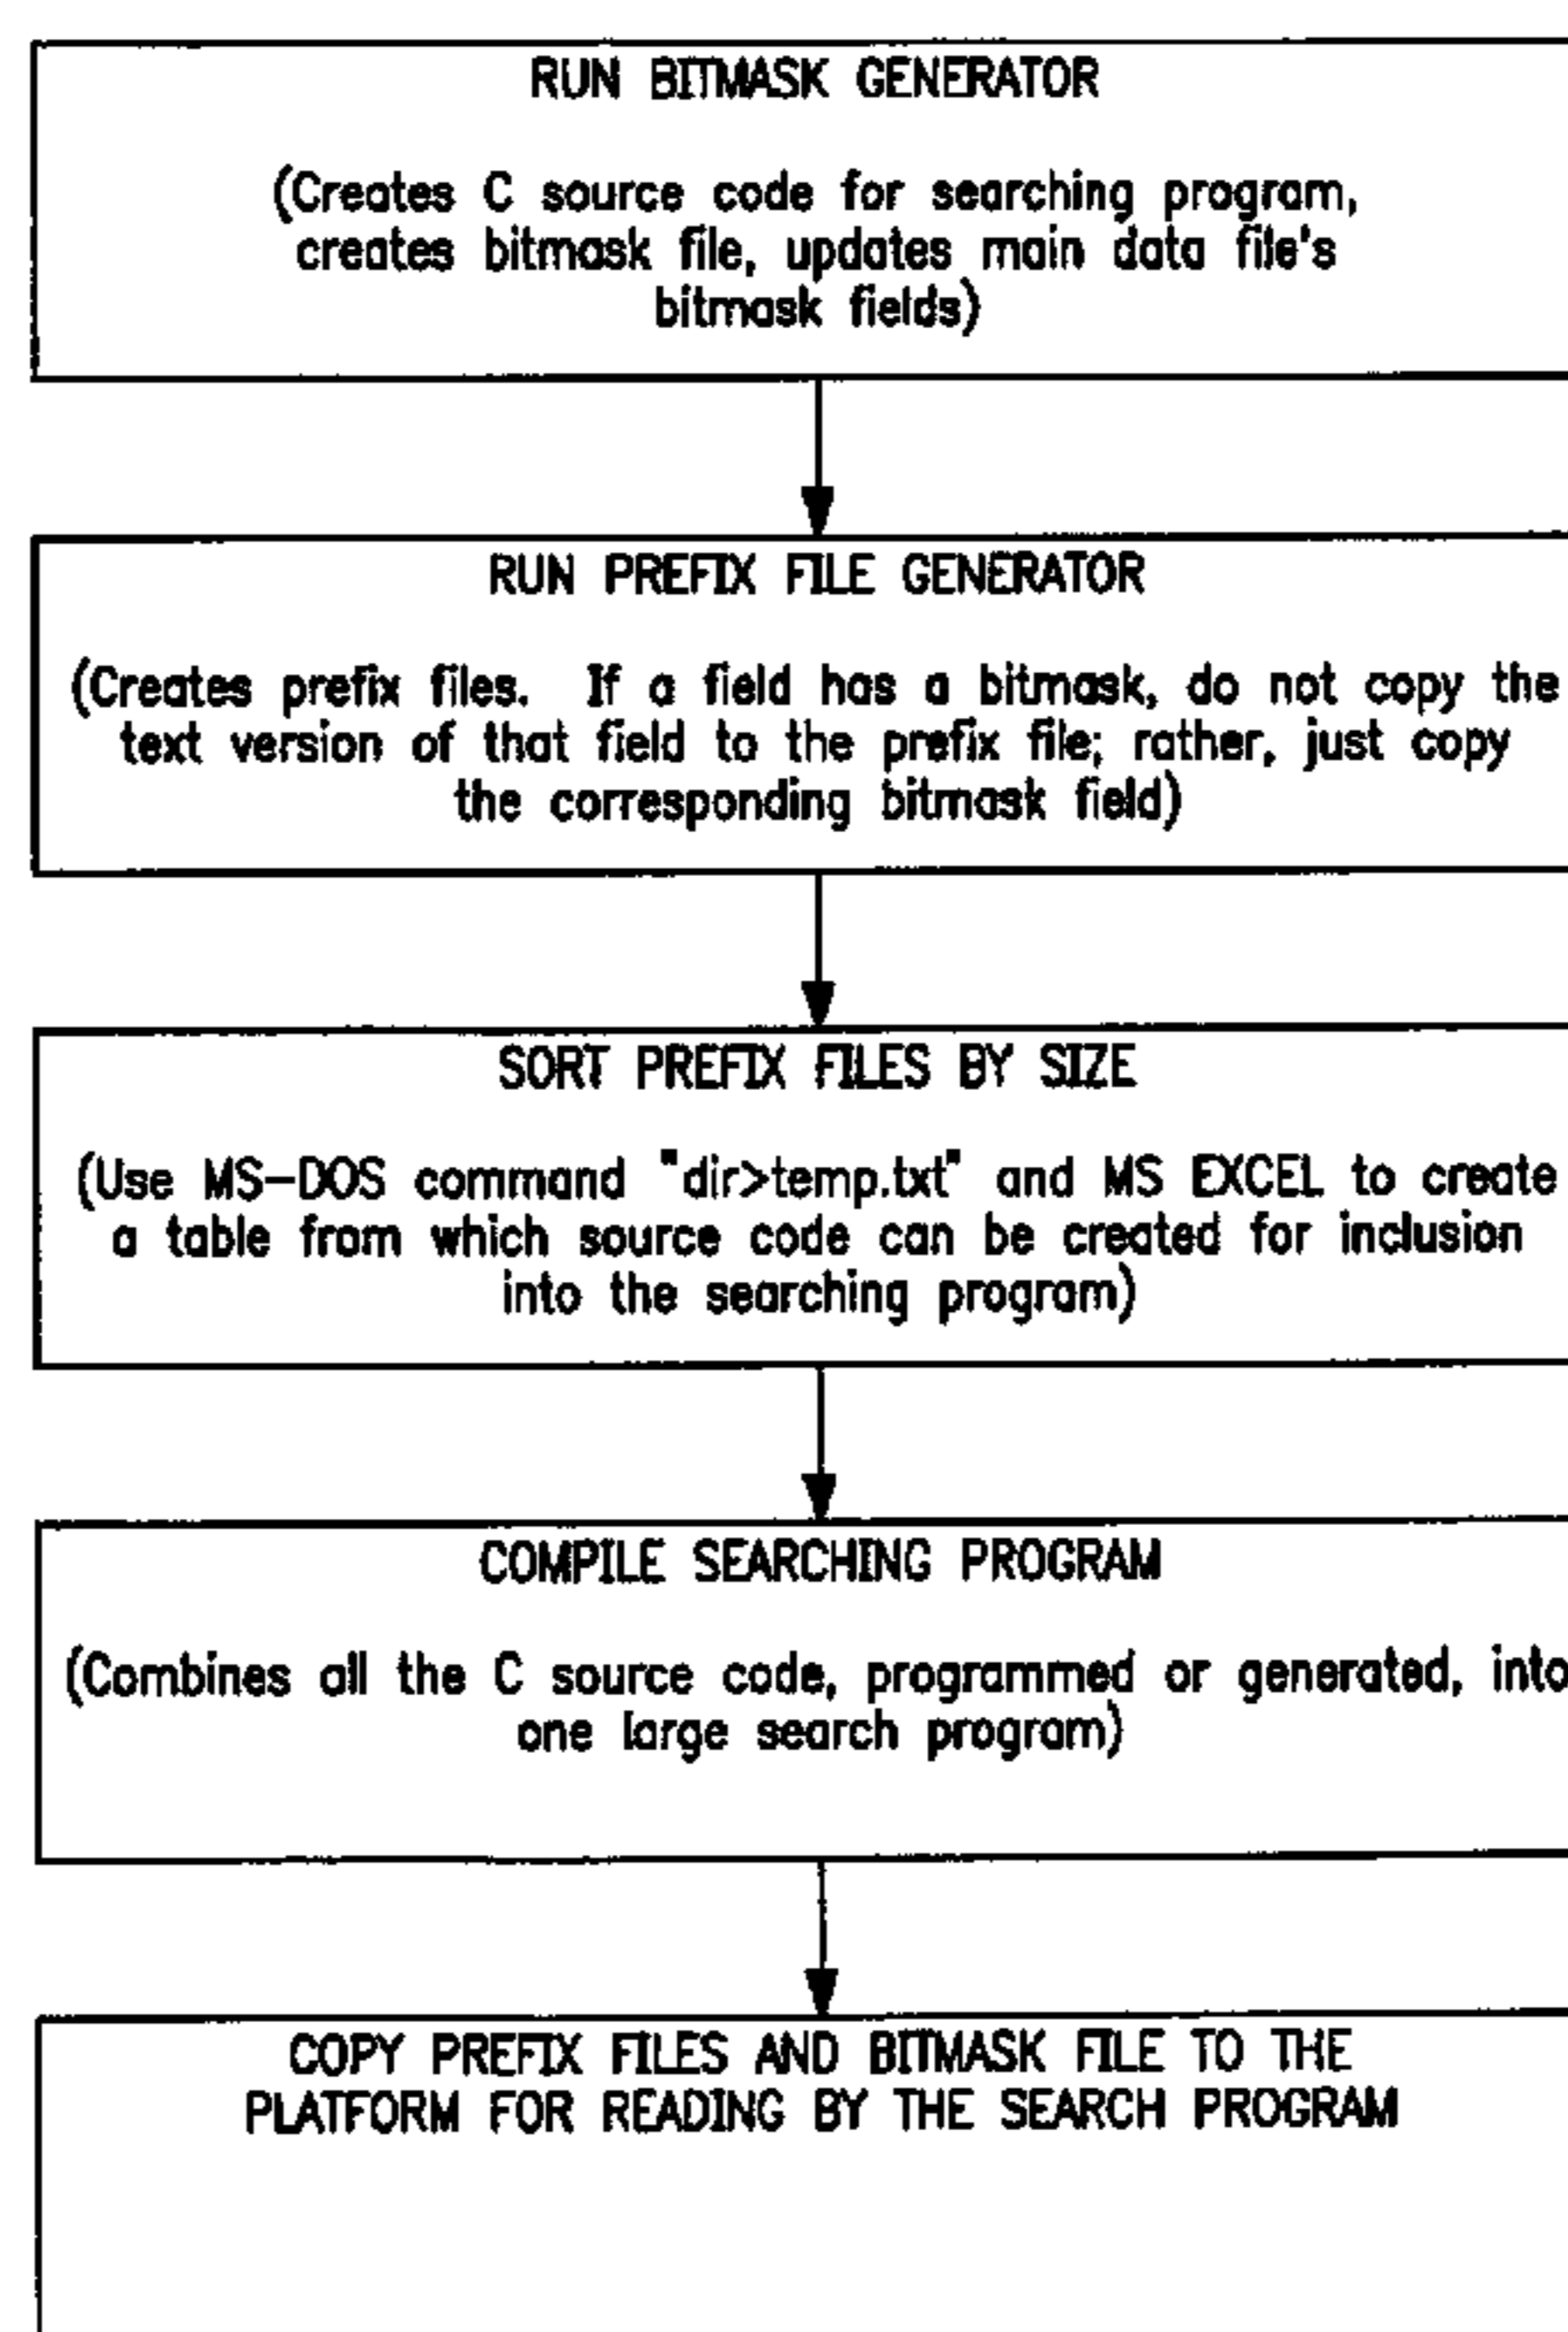 RUN BITMASK GENERATOR
(Creates C source code for searching program,
creates bitmask file, updates main data file's
bitmask fields)
RUN PREFIX FILE GENERATOR
(Creates prefix files. If a field has a bitmask, do not copy the
text version of that field to the prefix file; rather, just copy
the corresponding bitmask field)
SORT PREFIX FILES BY SIZE
(Use MS-DOS command "dir>temp.txt" and MS EXCEL to create
a table from which source code can be created for inclusion
into the searching program)
COMPILE SEARCHING PROGRAM
(Combines all the C source code, programmed or generated, into
one large search program)
COPY PREFIX FILES AND BITMASK FILE TO THE
PLATFORM FOR READING BY THE SEARCH PROGRAM